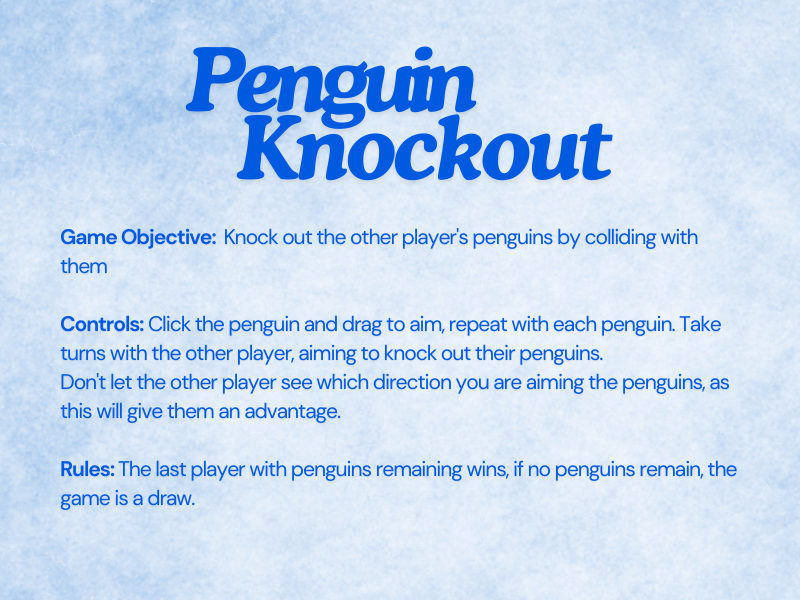 Penguin
Knockout
Game Objective: Knock out the other player's penguins by colliding with
them
Controls: Click the penguin and drag to aim, repeat with each penguin. Take
turns with the other player, aiming to knock out their penguins.
Don't let the other player see which direction you are aiming the penguins, as
this will give them an advantage.
Rules: The last player with penguins remaining wins, if no penguins remain, the
game is a draw.